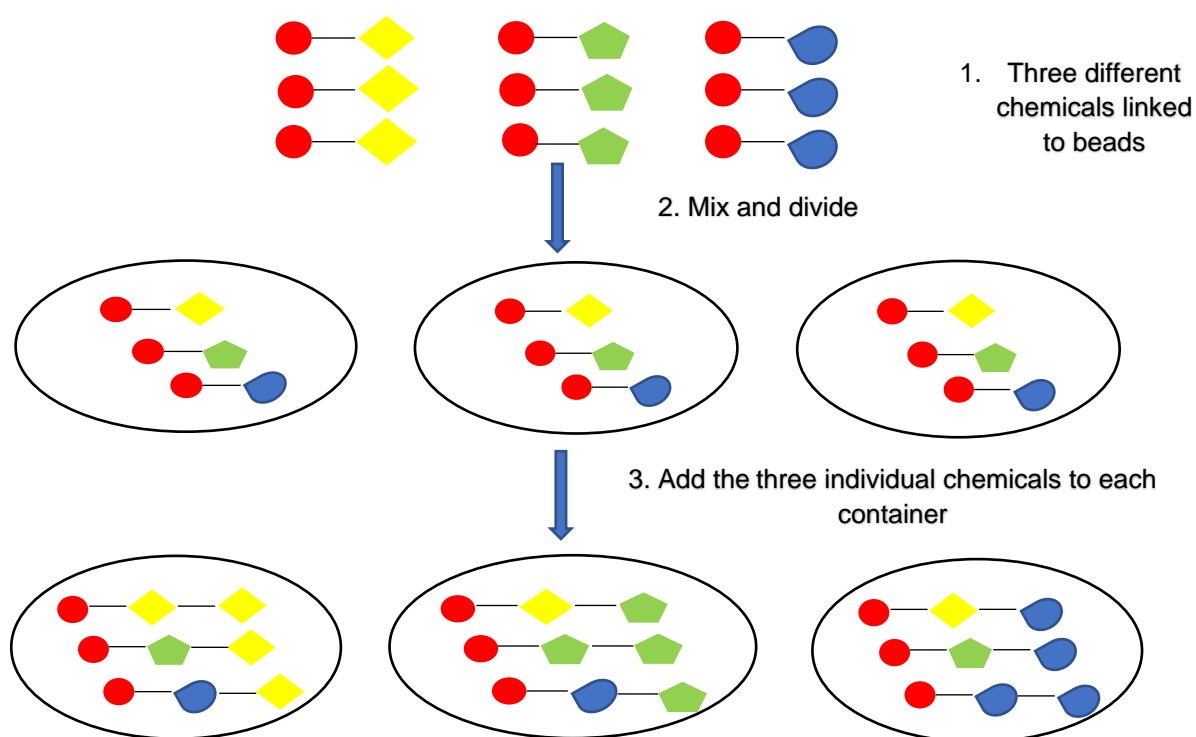 1. Three different
chemicals linked
to beads
2. Mix and divide
3. Add the three individual chemicals to each
container